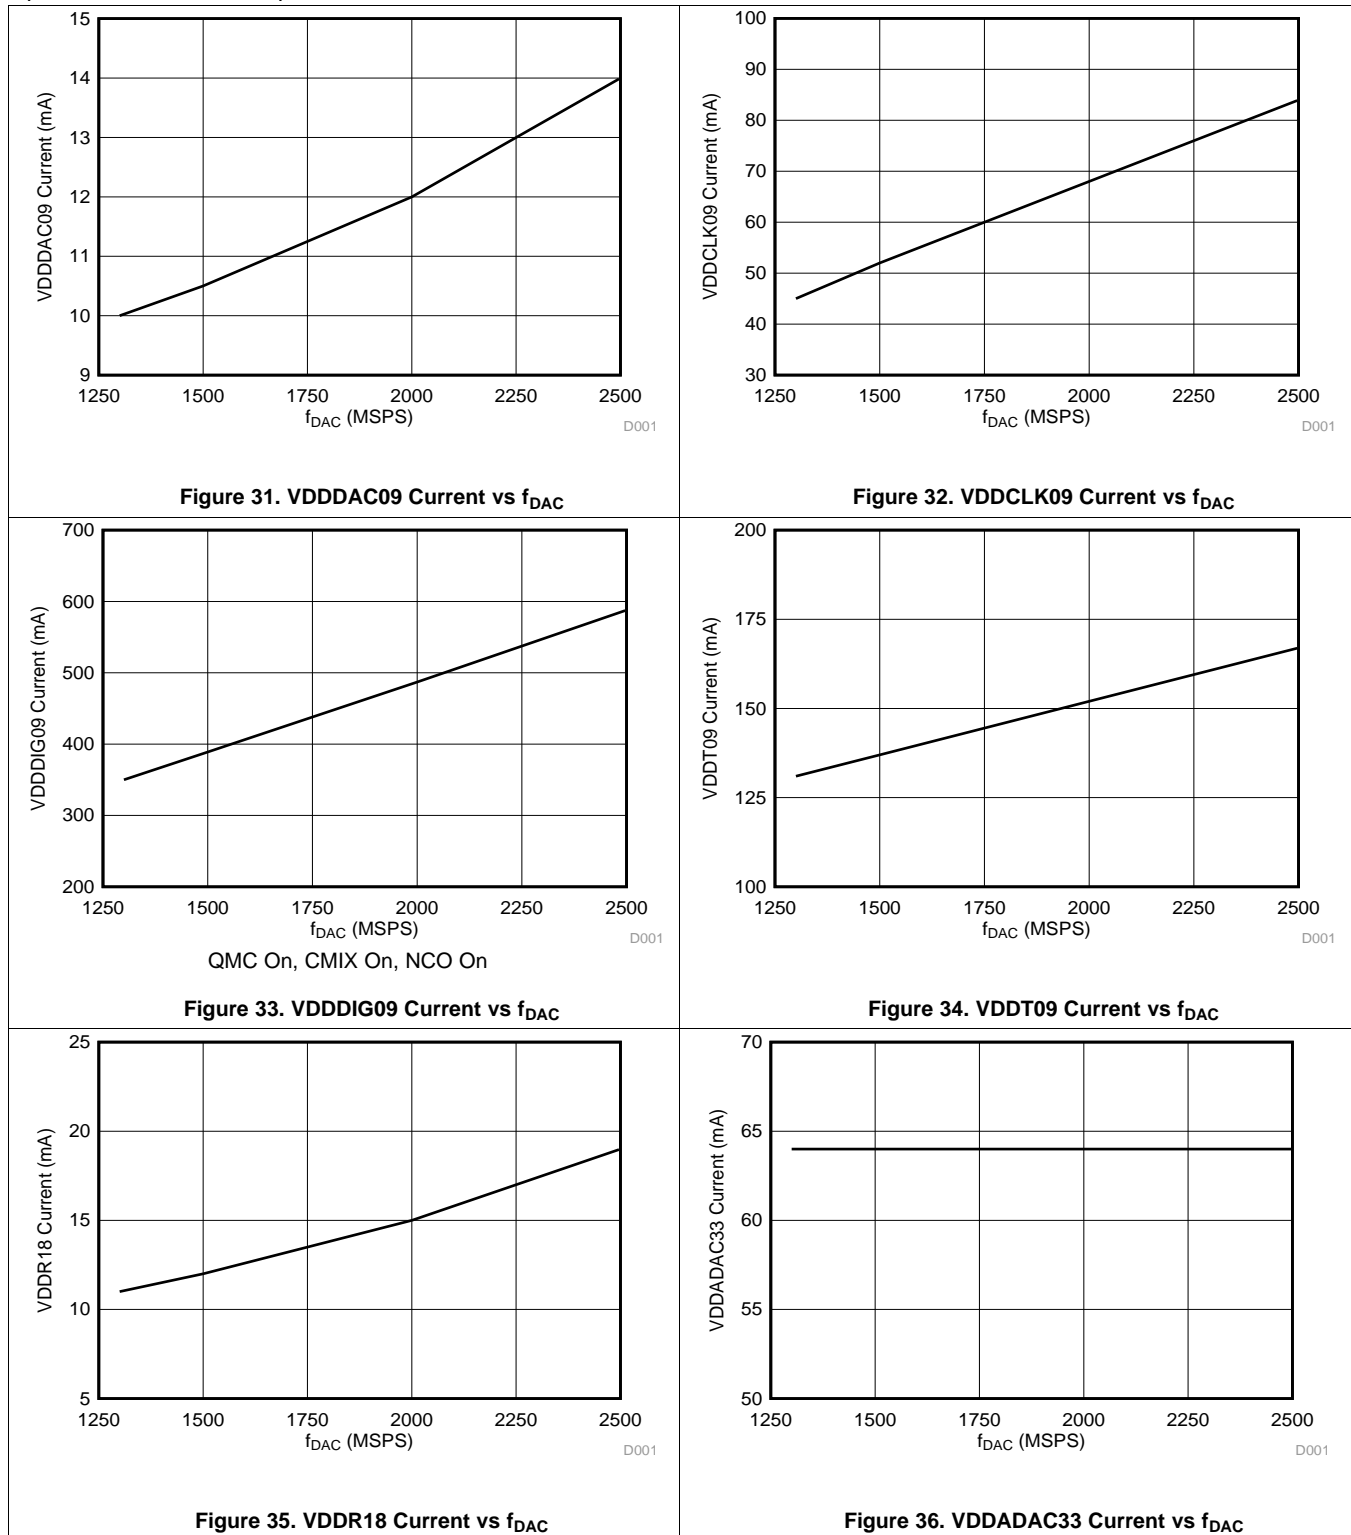 15
14
13
12
11
10
9
1250 1500 1750 2000 2250 2500
VDDDAC09 Current (mA)
fDAC (MSPS)
D001
Figure 31. VDDDAC09 Current vs fDAC
100
90
80
70
60
50
40
30
1250 1500 1750 2000 2250 2500
VDDCLK09 Current (mA)
fDAC (MSPS)
D001
Figure 32. VDDCLK09 Current vs fDAC
700
600
500
400
300
200
1250 1500 1750 2000 2250 2500
VDDDIG09 Current (mA)
fDAC (MSPS)
D001
QMC On, CMIX On, NCO On
Figure 33. VDDDIG09 Current vs fDAC
200
175
150
125
100
1250 1500 1750 2000 2250 2500
VDDT09 Current (mA)
fDAC (MSPS)
D001
Figure 34. VDDT09 Current vs fDAC
25
20
15
10
5
1250 1500 1750 2000 2250 2500
VDDR18 Current (mA)
fDAC (MSPS)
D001
Figure 35. VDDR18 Current vs fDAC
70
65
60
55
50
1250 1500 1750 2000 2250 2500
VDDADAC33 Current (mA)
fDAC (MSPS)
D001
Figure 36. VDDADAC33 Current vs fDAC